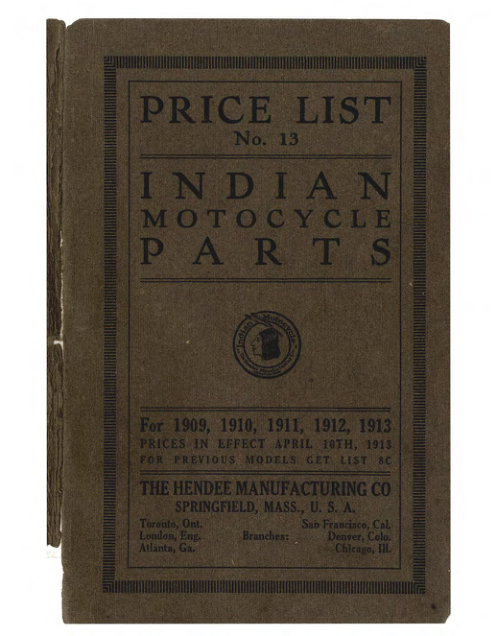 PRICE LIST
No. 13
INDIAN
MOTOCYCLE
PARTS
For 1909, 1910, 1911, 1912, 1913
PRICES IN EFFECT APRIL 10TH, 1913
FOR PREVIOUS MODELS GET LIST 8C
THE HENDEE MANUFACTURING CO
SPRINGFIELD, MASS., U. S. A.
Toronto, Ont. San Francisco, Cal.
London, Eng. Branches: Denver, Colo.
Atlanta, Ga. Chicago, Ill.